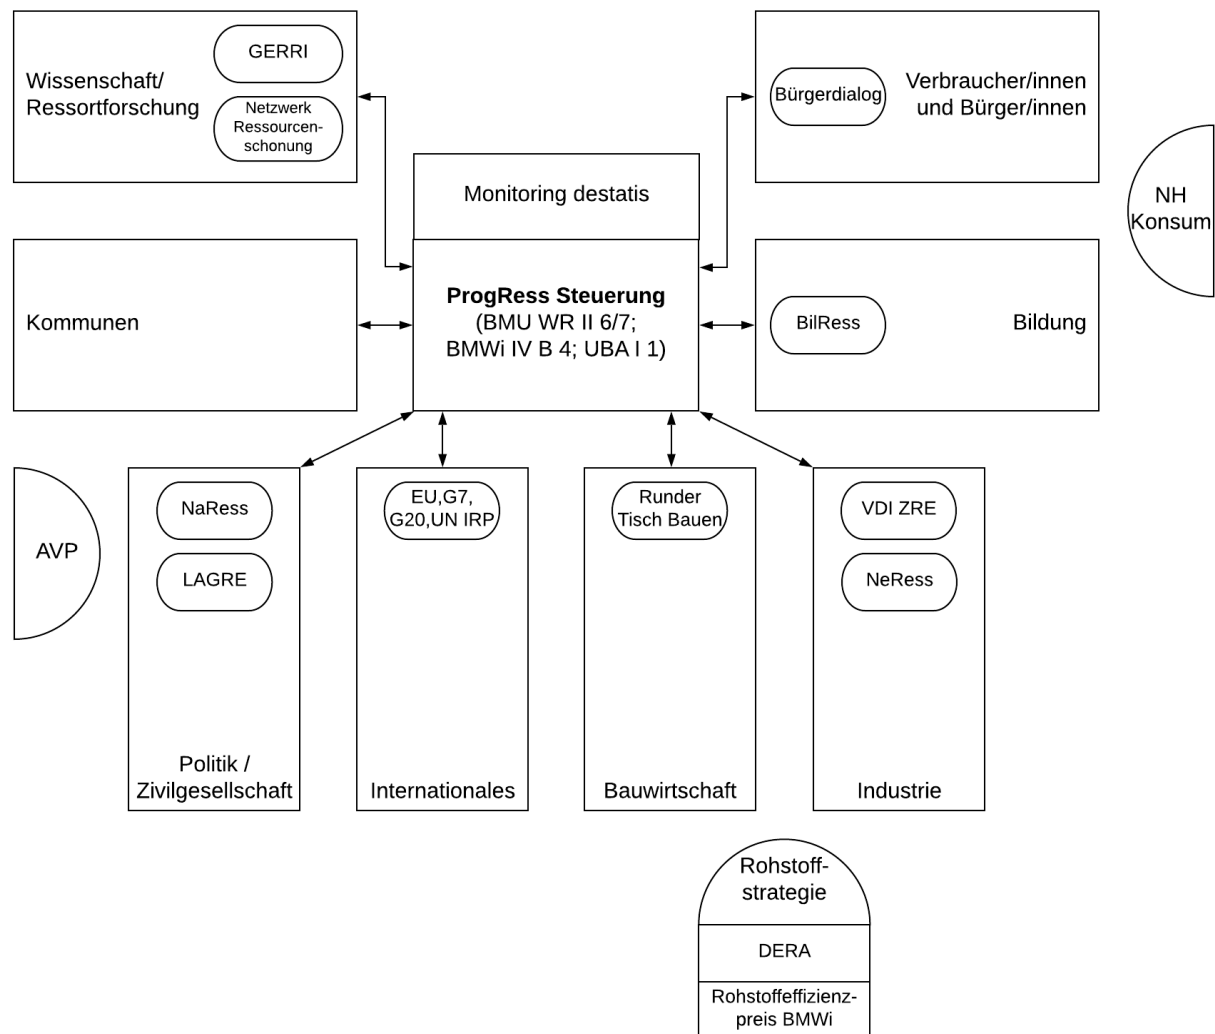 GERRI
Wissenschaft/
Ressortforschung
Netzwerk
Ressourcen-
schonung
Bürgerdialog
Verbraucher/innen
und Bürger/innen
Monitoring destatis
NH
Konsum
Kommunen
ProgRess Steuerung
(BMU WR II 6/7;
BMWi IV B 4; UBA I 1)
BilRess
Bildung
AVP
NaRess
LAGRE
Politik /
Zivilgesellschaft
EU,G7,
G20,UN IRP
Internationales
Runder
Tisch Bauen
Bauwirtschaft
VDI ZRE
NeRess
Industrie
Rohstoff-
strategie
DERA
Rohstoffeffizienz-
preis BMWi